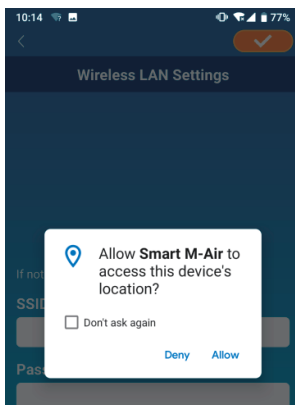 10:14 77%
Wireless LAN Settings
Allow Smart M-Air to
access this device's
location?
If not
SSID
Don't ask again
Deny Allow
Pass